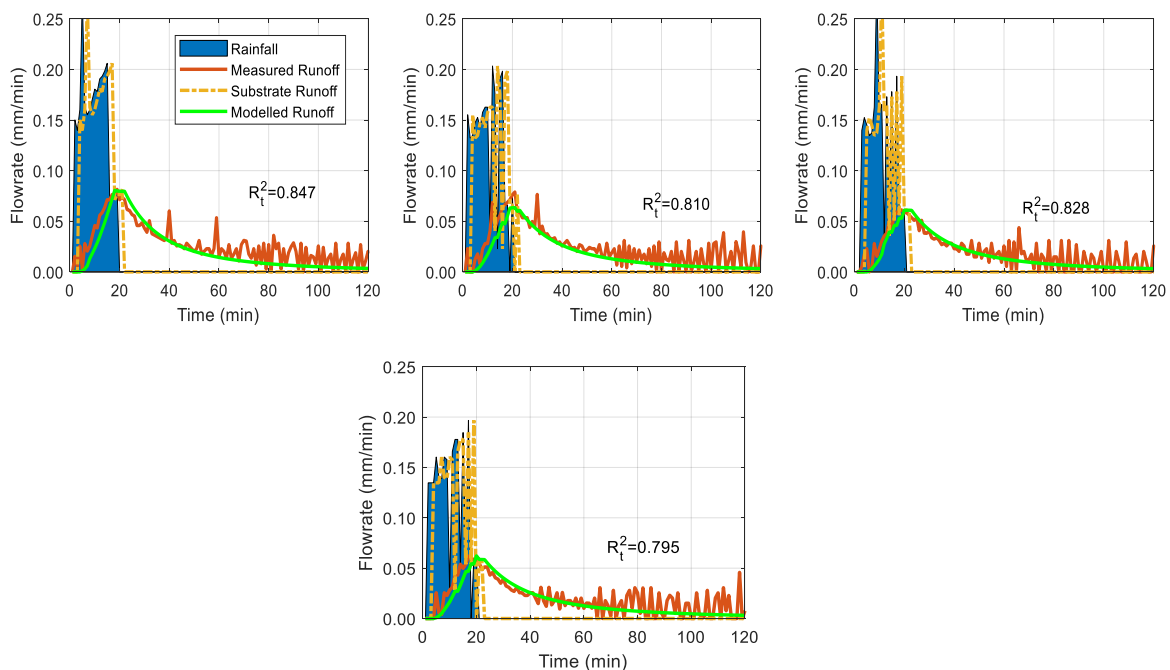 0.25
0.20
0.15
0.10
0.05
0.00
Flowrate (mm/min)
0 20 40 60 80 100 120
Time (min)
Rainfall
Measured Runoff
Substrate Runoff
Modelled Runoff
R_t^2=0.847
0.25
0.20
0.15
0.10
0.05
0.00
Flowrate (mm/min)
0 20 40 60 80 100 120
Time (min)
R_t^2=0.810
0.25
0.20
0.15
0.10
0.05
0.00
Flowrate (mm/min)
0 20 40 60 80 100 120
Time (min)
R_t^2=0.828
0.25
0.20
0.15
0.10
0.05
0.00
Flowrate (mm/min)
0 20 40 60 80 100 120
Time (min)
R_t^2=0.795